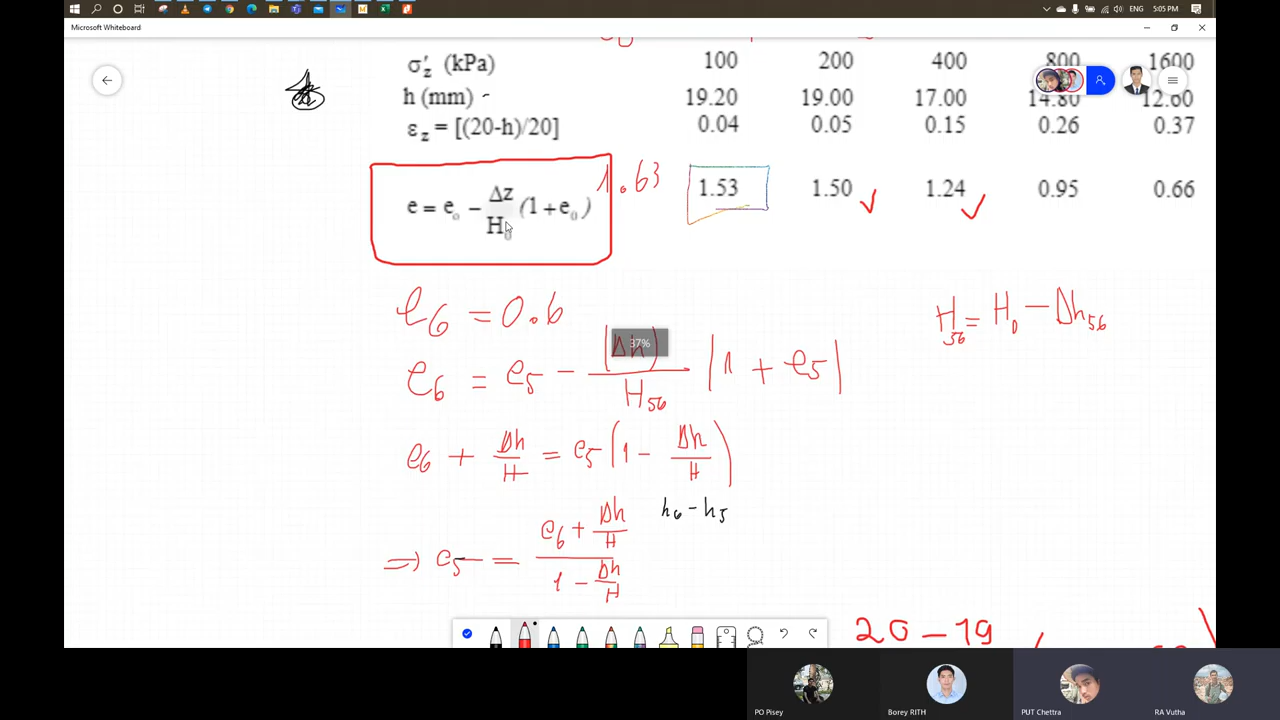 ENG 5:05 PM
Microsoft Whiteboard
σ'z (kPa) 100 200 400 800 1600
h (mm) 19.20 19.00 17.00 14.80 12.60
εz = [(20-h)/20] 0.04 0.05 0.15 0.26 0.37
1.63 1.53 1.50 1.24 0.95 0.66
e = e₀ − Δz/H₀ (1 + e₀)
e6 = 0.6
H56 = H0 − Δh56
37%
e6 = e5 − (Δh)/H56 |1 + e5|
e6 + Δh/H = e5(1 − Δh/H)
h6 − h5
⇒ e5 = (e6 + Δh/H)/(1 − Δh/H)
20 − 19
PO Pisey Borey RITH PUT Chettra RA Vutha